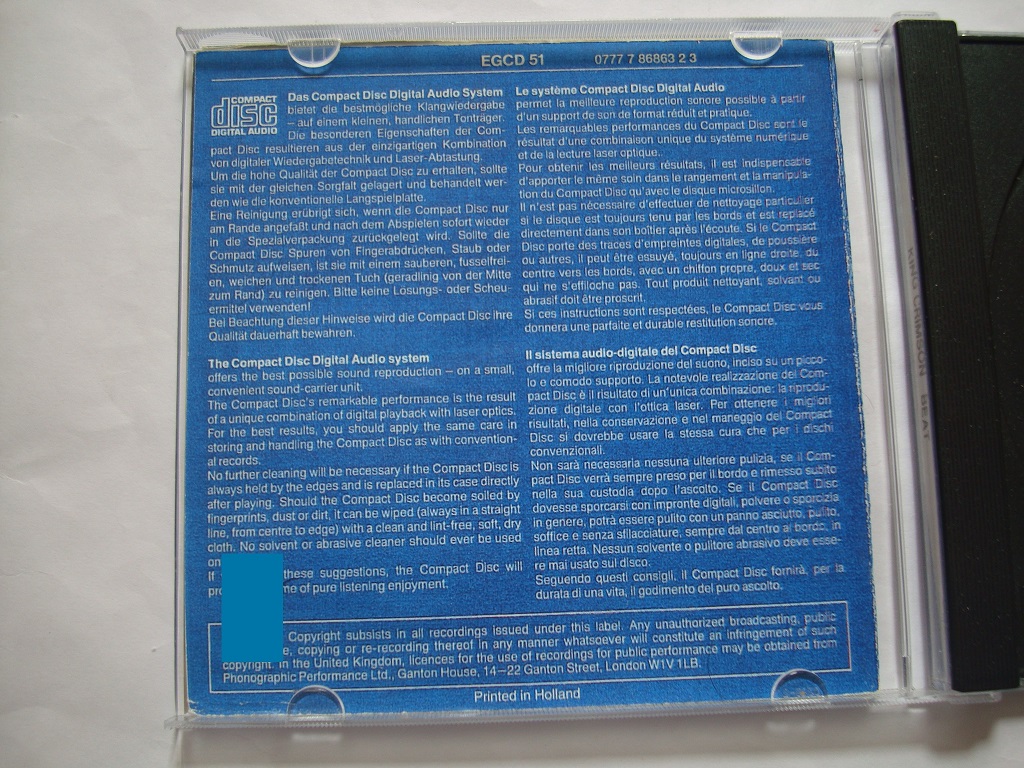 EGCD 51 0777 7 86863 2 3
COMPACT
disc
DIGITAL AUDIO
Das Compact Disc Digital Audio System
bietet die bestmögliche Klangwiedergabe
– auf einem kleinen, handlichen Tonträger.
Die besonderen Eigenschaften der Com-
pact Disc resultieren aus der einzigartigen Kombination
von digitaler Wiedergabetechnik und Laser-Abtastung.
Um die hohe Qualität der Compact Disc zu erhalten, sollte
sie mit der gleichen Sorgfalt gelagert und behandelt wer-
den wie die konventionelle Langspielplatte.
Eine Reinigung erübrigt sich, wenn die Compact Disc nur
am Rande angefaßt und nach dem Abspielen sofort wieder
in die Spezialverpackung zurückgelegt wird. Sollte die
Compact Disc Spuren von Fingerabdrücken, Staub oder
Schmutz aufweisen, ist sie mit einem sauberen, fusselfrei-
en, weichen und trockenen Tuch (geradlinig von der Mitte
zum Rand) zu reinigen. Bitte keine Lösungs- oder Scheu-
ermittel verwenden!
Bei Beachtung dieser Hinweise wird die Compact Disc ihre
Qualität dauerhaft bewahren.
The Compact Disc Digital Audio system
offers the best possible sound reproduction – on a small,
convenient sound-carrier unit.
The Compact Disc's remarkable performance is the result
of a unique combination of digital playback with laser optics.
For the best results, you should apply the same care in
storing and handling the Compact Disc as with convention-
al records.
No further cleaning will be necessary if the Compact Disc is
always held by the edges and is replaced in its case directly
after playing. Should the Compact Disc become soiled by
fingerprints, dust or dirt, it can be wiped (always in a straight
line, from centre to edge) with a clean and lint-free, soft, dry
cloth. No solvent or abrasive cleaner should ever be used
on
If these suggestions, the Compact Disc will
of pure listening enjoyment.
Le système Compact Disc Digital Audio
permet la meilleure reproduction sonore possible à partir
d'un support de son de format réduit et pratique.
Les remarquables performances du Compact Disc sont le
résultat d'une combinaison unique du système numérique
et de la lecture laser optique.
Pour obtenir les meilleurs résultats, il est indispensable
d'apporter le même soin dans le rangement et la manipula-
tion du Compact Disc qu'avec le disque microsillon.
Il n'est pas nécessaire d'effectuer de nettoyage particulier
si le disque est toujours tenu par les bords et est replacé
directement dans son boîtier après l'écoute. Si le Compact
Disc porte des traces d'empreintes digitales, de poussière
ou autres, il peut être essuyé, toujours en ligne droite, du
centre vers les bords, avec un chiffon propre, doux et sec
qui ne s'effiloche pas. Tout produit nettoyant, solvant ou
abrasif doit être proscrit.
Si ces instructions sont respectées, le Compact Disc vous
donnera une parfaite et durable restitution sonore.
Il sistema audio-digitale del Compact Disc
offre la migliore riproduzione del suono, inciso su un picco-
lo e comodo supporto. La notevole realizzazione del Com-
pact Disc è il risultato di un'unica combinazione: la riprodu-
zione digitale con l'ottica laser. Per ottenere i migliori
risultati, nella conservazione e nel maneggio del Compact
Disc si dovrebbe usare la stessa cura che per i dischi
convenzionali.
Non sarà necessaria nessuna ulteriore pulizia, se il Com-
pact Disc verrà sempre preso per il bordo e rimesso subito
nella sua custodia dopo l'ascolto. Se il Compact Disc
dovesse sporcarsi con impronte digitali, polvere o sporcizia
in genere, potrà essere pulito con un panno asciutto, pulito,
soffice e senza sfilacciature, sempre dal centro al bordo, in
linea retta. Nessun solvente o pulitore abrasivo deve esse-
re mai usato sul disco.
Seguendo questi consigli, il Compact Disc fornirà, per la
durata di una vita, il godimento del puro ascolto.
Copyright subsists in all recordings issued under this label. Any unauthorized broadcasting, public
copying or re-recording thereof in any manner whatsoever will constitute an infringement of such
copyright. In the United Kingdom, licences for the use of recordings for public performance may be obtained from
Phonographic Performance Ltd., Ganton House, 14–22 Ganton Street, London W1V 1LB.
Printed in Holland
KING CRIMSON BEAT